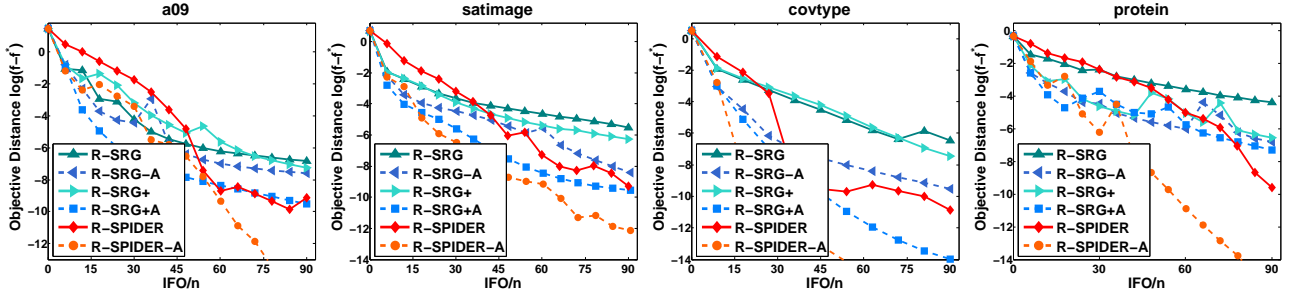 a09
Objective Distance log((f−f*)
0
−2
−4
−6
−8
−10
−12
R−SRG
R−SRG−A
R−SRG+
R−SRG+A
R−SPIDER
R−SPIDER−A
0 15 30 45 60 75 90
IFO/n
satimage
Objective Distance log((f−f*)
0
−2
−4
−6
−8
−10
−12
−14
R−SRG
R−SRG−A
R−SRG+
R−SRG+A
R−SPIDER
R−SPIDER−A
0 15 30 45 60 75 90
IFO/n
covtype
Objective Distance log((f−f*)
0
−2
−4
−6
−8
−10
−12
−14
R−SRG
R−SRG−A
R−SRG+
R−SRG+A
R−SPIDER
R−SPIDER−A
0 15 30 45 60 75 90
IFO/n
protein
Objective Distance log((f−f*)
0
−2
−4
−6
−8
−10
−12
−14
R−SRG
R−SRG−A
R−SRG+
R−SRG+A
R−SPIDER
R−SPIDER−A
0 15 30 45 60 75 90
IFO/n